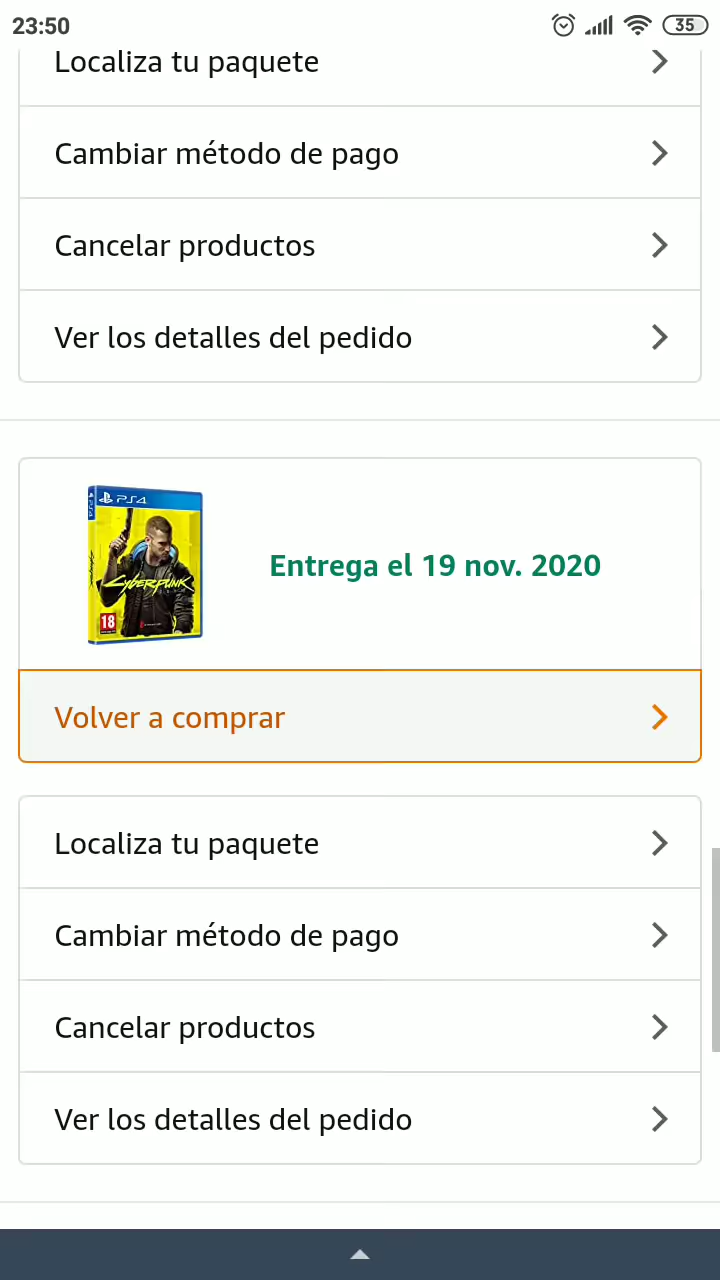 23:50
35
Localiza tu paquete
Cambiar método de pago
Cancelar productos
Ver los detalles del pedido
PS4
PS4
CYBERPUNK
18
Entrega el 19 nov. 2020
Volver a comprar
Localiza tu paquete
Cambiar método de pago
Cancelar productos
Ver los detalles del pedido